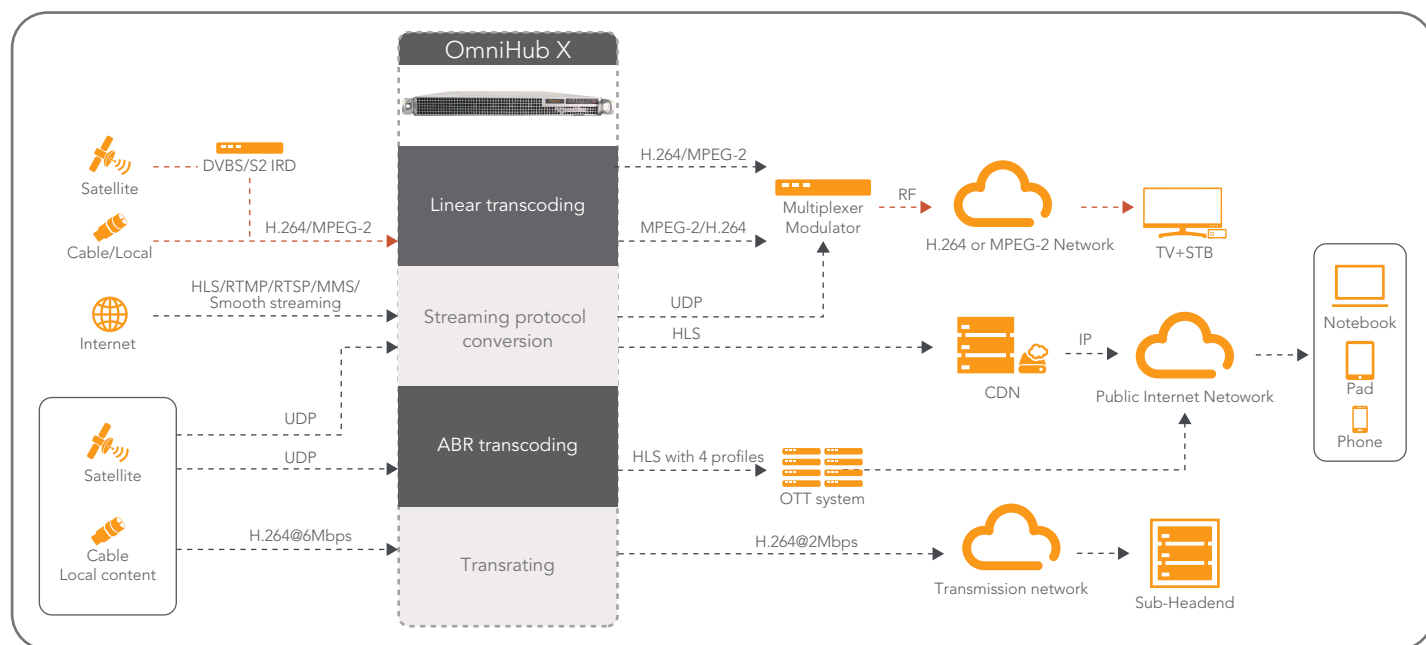 OmniHub X
Satellite
DVBS/S2 IRD
Cable/Local
H.264/MPEG-2
Linear transcoding
H.264/MPEG-2
MPEG-2/H.264
Multiplexer
Modulator
RF
H.264 or MPEG-2 Network
TV+STB
Internet
HLS/RTMP/RTSP/MMS/
Smooth streaming
Streaming protocol
conversion
UDP
HLS
CDN
IP
Public Internet Netowork
Notebook
Pad
Phone
Satellite
Cable
Local content
UDP
UDP
ABR transcoding
HLS with 4 profiles
OTT system
H.264@6Mbps
Transrating
H.264@2Mbps
Transmission network
Sub-Headend